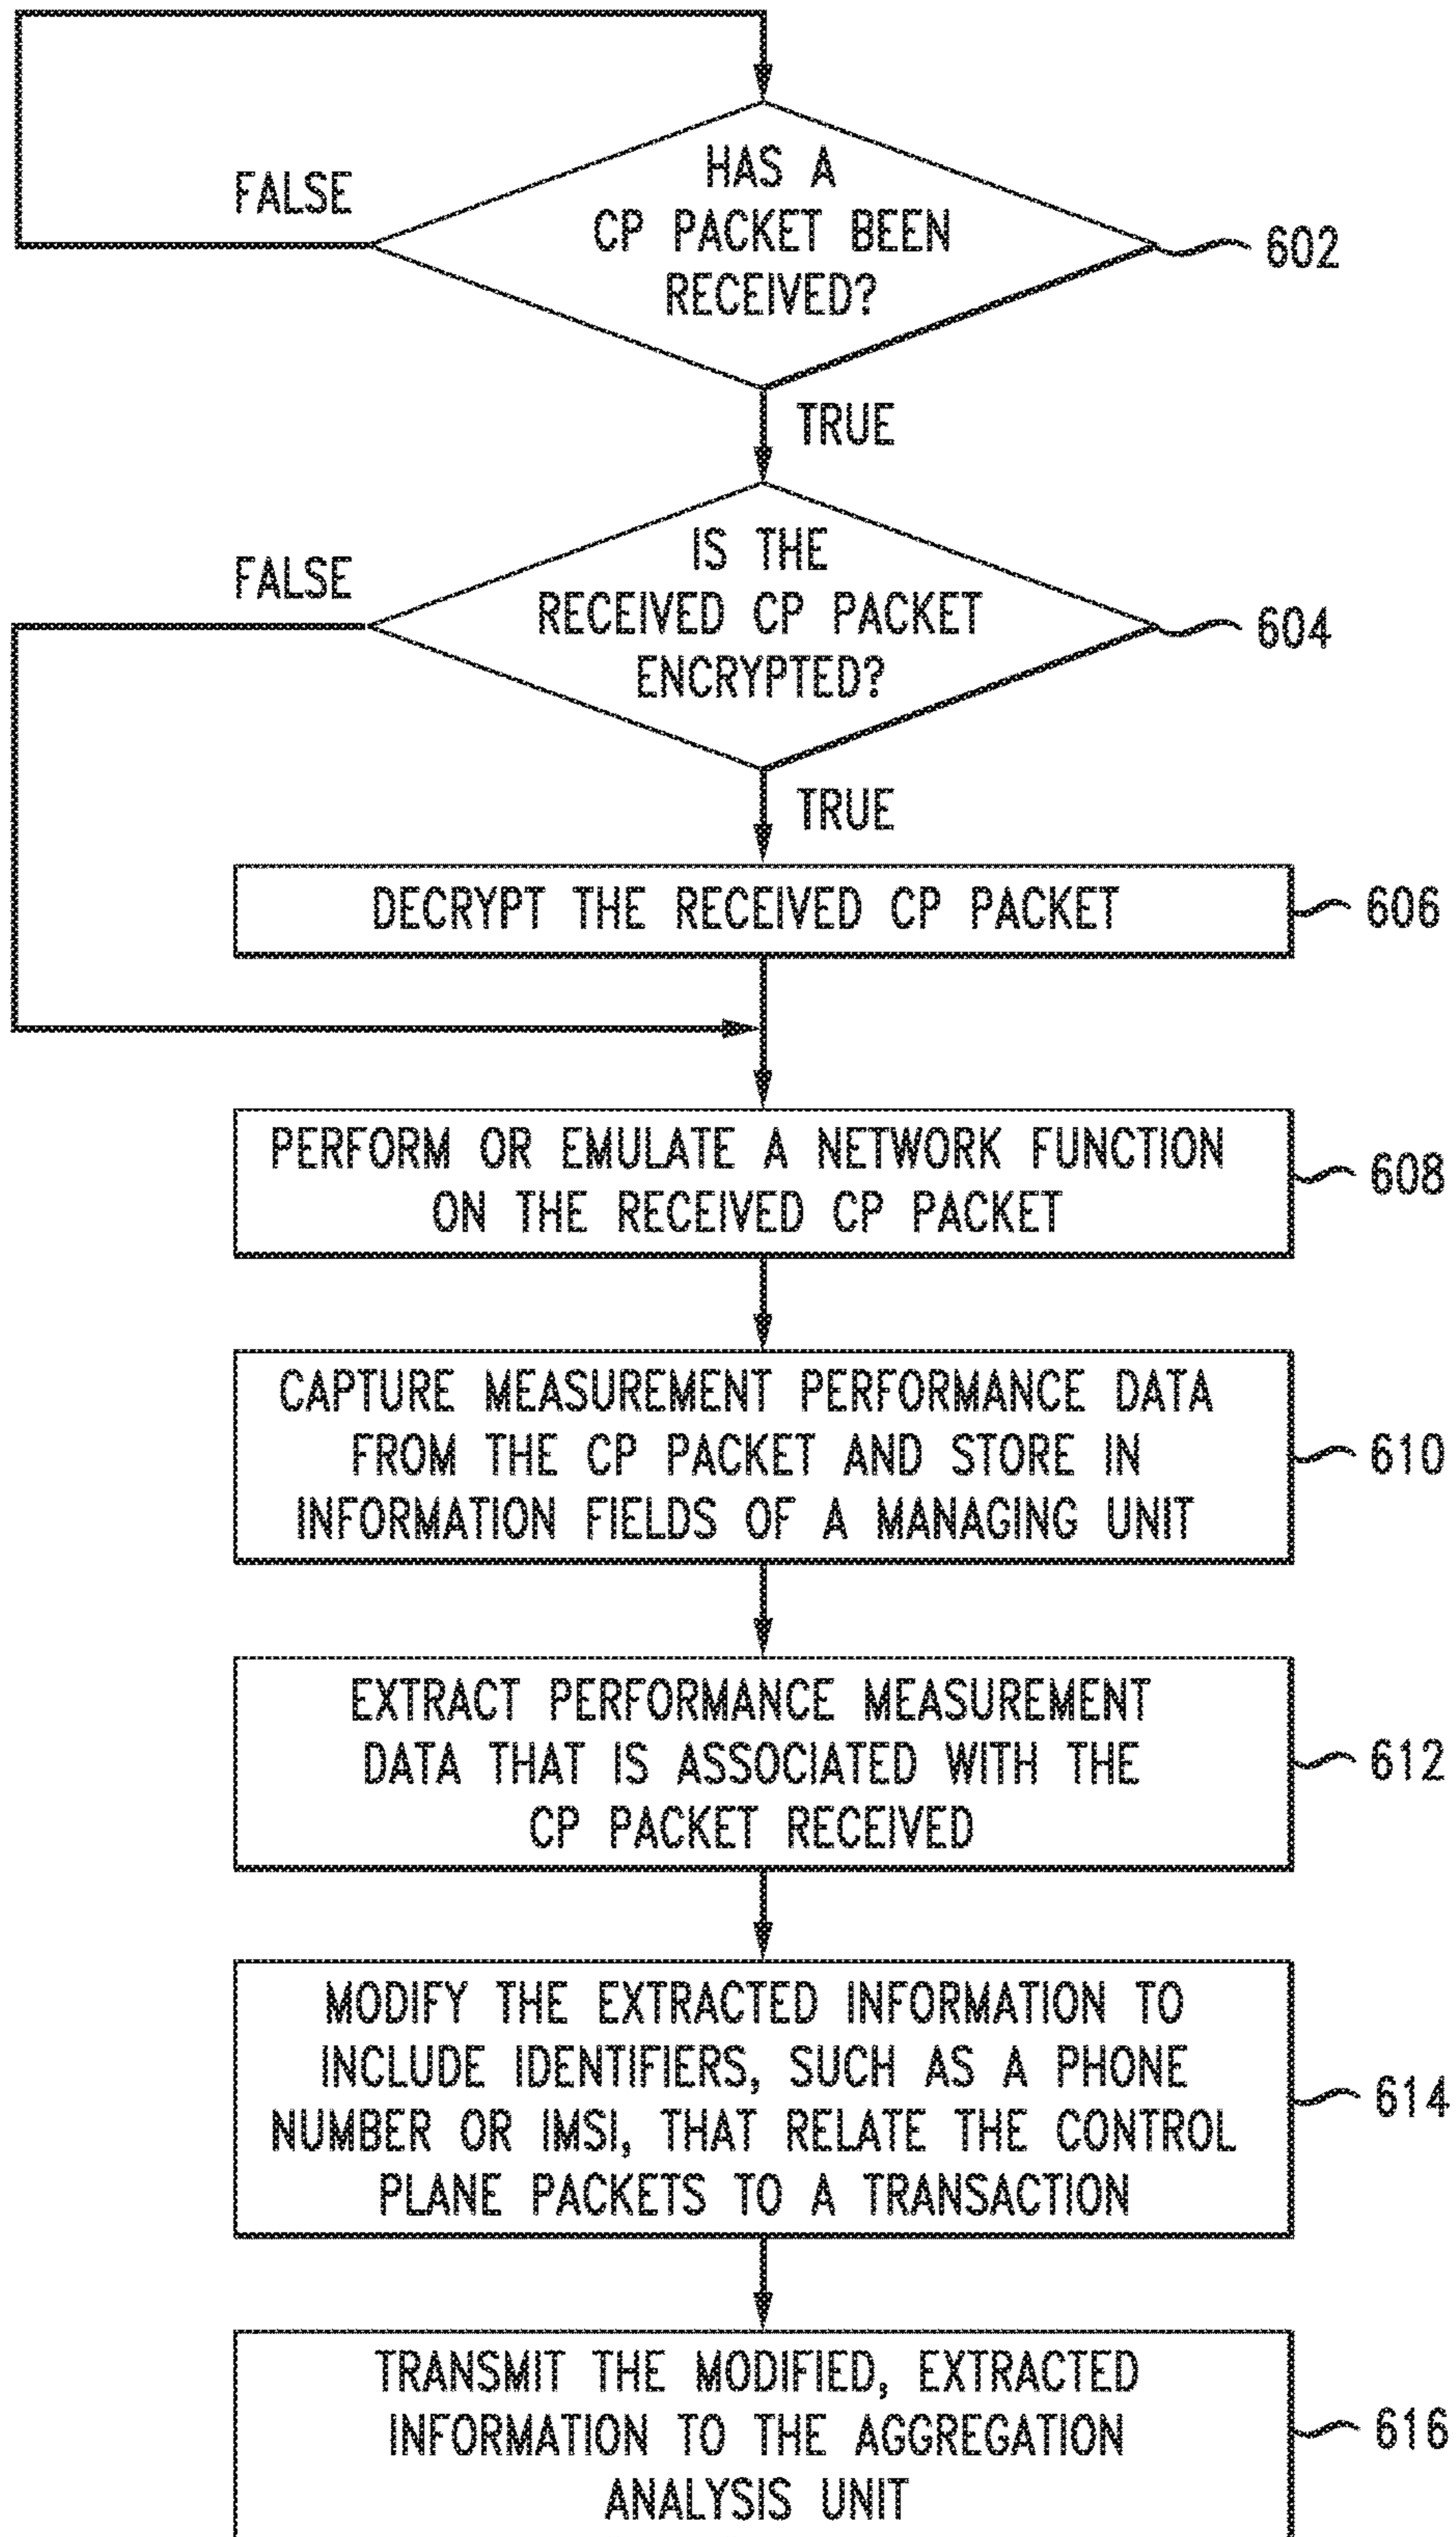 HAS A
CP PACKET BEEN
RECEIVED?
FALSE
602
TRUE
IS THE
RECEIVED CP PACKET
ENCRYPTED?
FALSE
604
TRUE
DECRYPT THE RECEIVED CP PACKET
606
PERFORM OR EMULATE A NETWORK FUNCTION
ON THE RECEIVED CP PACKET
608
CAPTURE MEASUREMENT PERFORMANCE DATA
FROM THE CP PACKET AND STORE IN
INFORMATION FIELDS OF A MANAGING UNIT
610
EXTRACT PERFORMANCE MEASUREMENT
DATA THAT IS ASSOCIATED WITH THE
CP PACKET RECEIVED
612
MODIFY THE EXTRACTED INFORMATION TO
INCLUDE IDENTIFIERS, SUCH AS A PHONE
NUMBER OR IMSI, THAT RELATE THE CONTROL
PLANE PACKETS TO A TRANSACTION
614
TRANSMIT THE MODIFIED, EXTRACTED
INFORMATION TO THE AGGREGATION
ANALYSIS UNIT
616